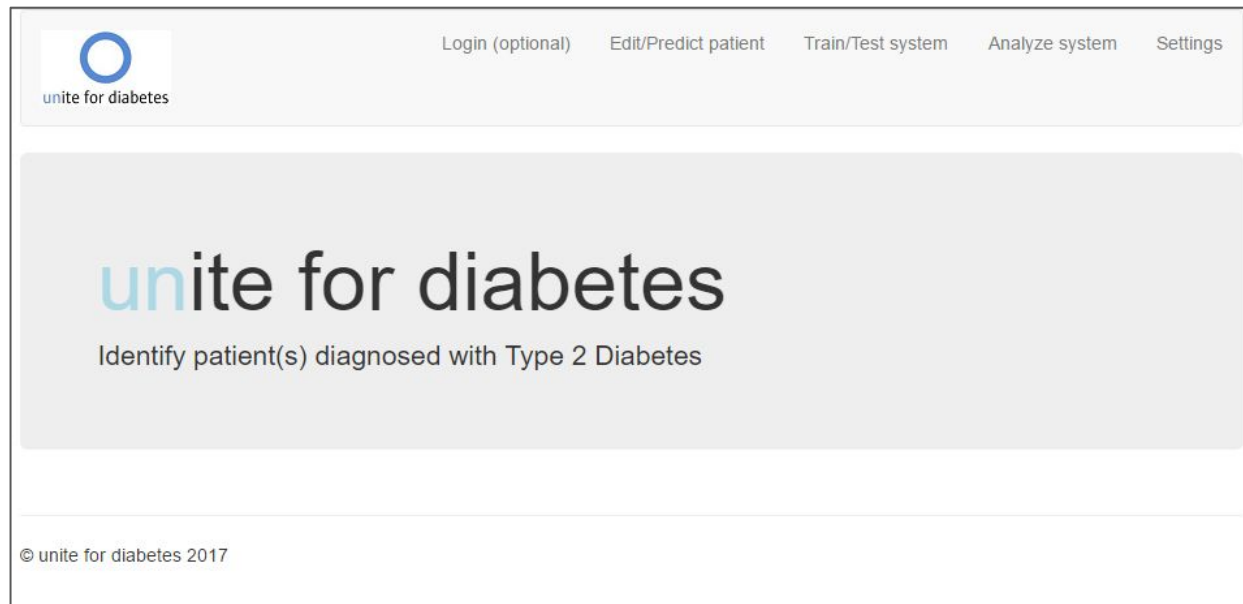 Login (optional) Edit/Predict patient Train/Test system Analyze system Settings
unite for diabetes
unite for diabetes
Identify patient(s) diagnosed with Type 2 Diabetes
© unite for diabetes 2017